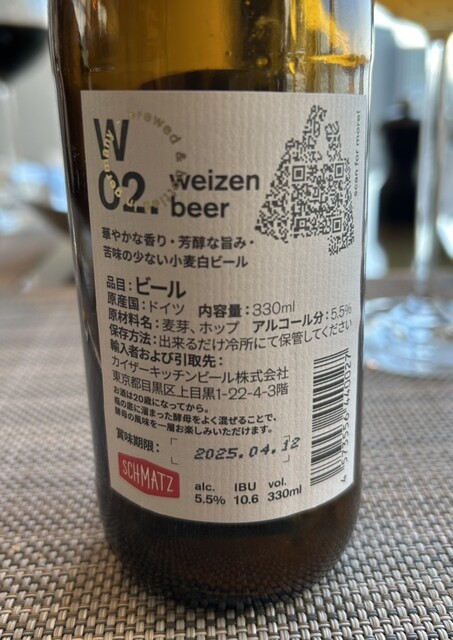 W
02.
brewed &
weizen
beer
scan for more!
華やかな香り・芳醇な旨み・
苦味の少ない小麦白ビール
品目：ビール
原産国：ドイツ 内容量：330ml
原材料名：麦芽、ホップ アルコール分：5.5%
保存方法：出来るだけ冷所にて保管してください
輸入者および引取先：
カイザーキッチンビール株式会社
東京都目黒区上目黒1-22-4-3階
お酒は20歳になってから。
瓶の底に溜まった酵母をよく混ぜることで、
酵母の風味を一層お楽しみいただけます。
賞味期限： 2025.04.12
SCHMATZ
alc. IBU vol.
5.5% 10.6 330ml